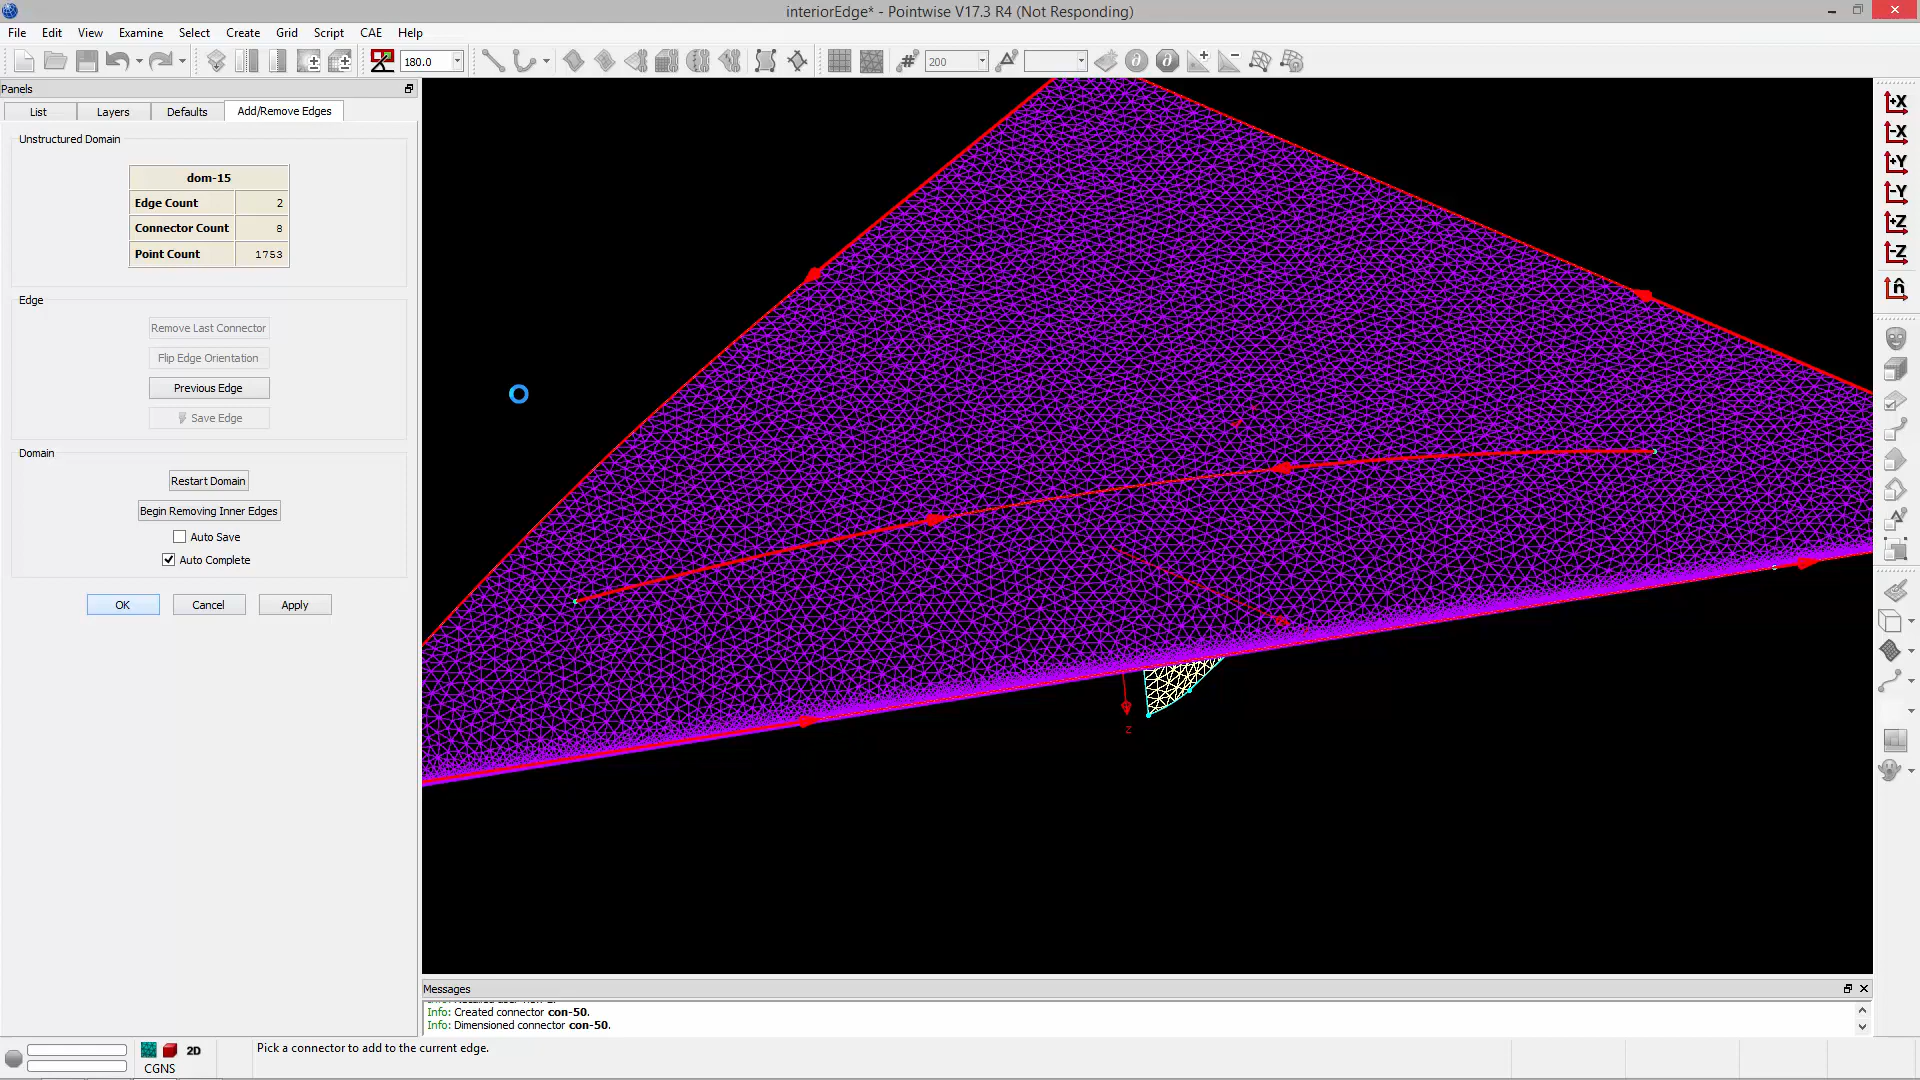 interiorEdge* - Pointwise V17.3 R4 (Not Responding)
File Edit View Examine Select Create Grid Script CAE Help
180.0
200
Panels
List Layers Defaults Add/Remove Edges
Unstructured Domain
dom-15
Edge Count 2
Connector Count 8
Point Count 1753
Edge
Remove Last Connector
Flip Edge Orientation
Previous Edge
Save Edge
Domain
Restart Domain
Begin Removing Inner Edges
Auto Save
Auto Complete
OK Cancel Apply
z
+X
-X
+Y
-Y
+Z
-Z
n̂
Messages
Info: Created connector con-50.
Info: Dimensioned connector con-50.
2D
CGNS
Pick a connector to add to the current edge.